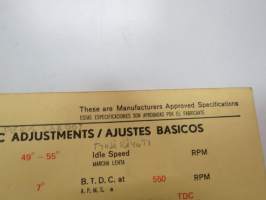 These are Manufacturers Approved Specifications
ESTAS ESPECIFICACIONES SON APROBADAS POR EL FABRICANTE
C ADJUSTMENTS / AJUSTES BASICOS
49° - 55° Idle Speed RPM
MARCHA LENTA
7° B. T. D. C. at 550 RPM
A. P. M. S. a
TDC